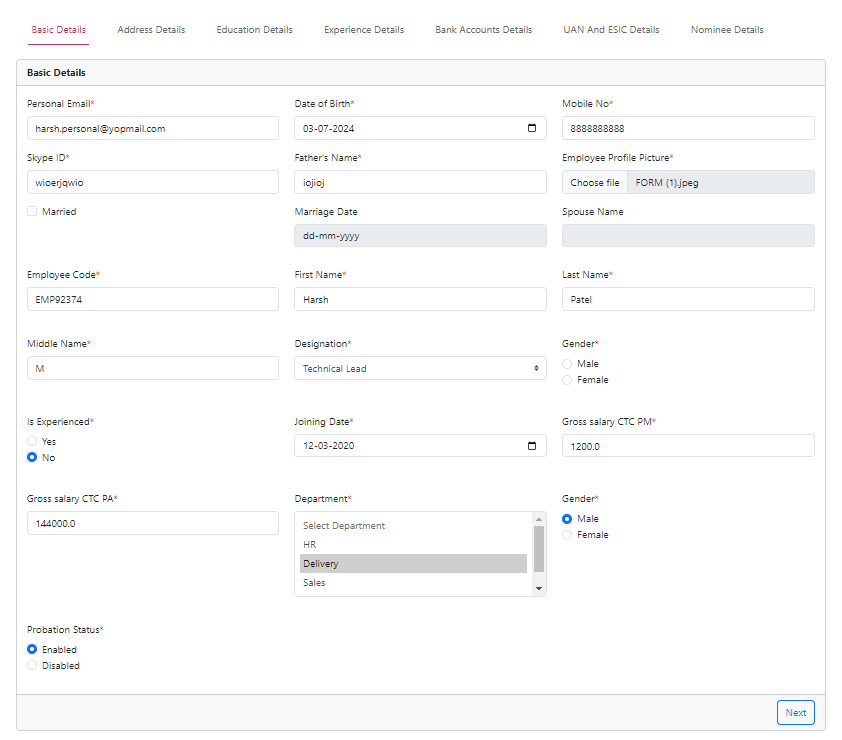 Basic Details Address Details Education Details Experience Details Bank Accounts Details UAN And ESIC Details Nominee Details
Basic Details
Personal Email* Date of Birth* Mobile No*
harsh.personal@yopmail.com 03-07-2024 8888888888
Skype ID* Father's Name* Employee Profile Picture*
wioerjqwio iojioj Choose file FORM (1).jpeg
Married Marriage Date Spouse Name
dd-mm-yyyy
Employee Code* First Name* Last Name*
EMP92374 Harsh Patel
Middle Name* Designation* Gender*
M Technical Lead Male
Female
Is Experienced* Joining Date* Gross salary CTC PM*
Yes 12-03-2020 1200.0
No
Gross salary CTC PA* Department* Gender*
144000.0 Select Department Male
HR Female
Delivery
Sales
Probation Status*
Enabled
Disabled
Next